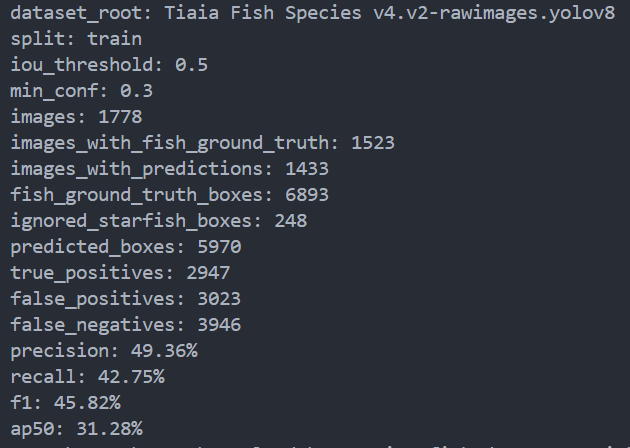 dataset_root: Tiaia Fish Species v4.v2-rawimages.yolov8
split: train
iou_threshold: 0.5
min_conf: 0.3
images: 1778
images_with_fish_ground_truth: 1523
images_with_predictions: 1433
fish_ground_truth_boxes: 6893
ignored_starfish_boxes: 248
predicted_boxes: 5970
true_positives: 2947
false_positives: 3023
false_negatives: 3946
precision: 49.36%
recall: 42.75%
f1: 45.82%
ap50: 31.28%